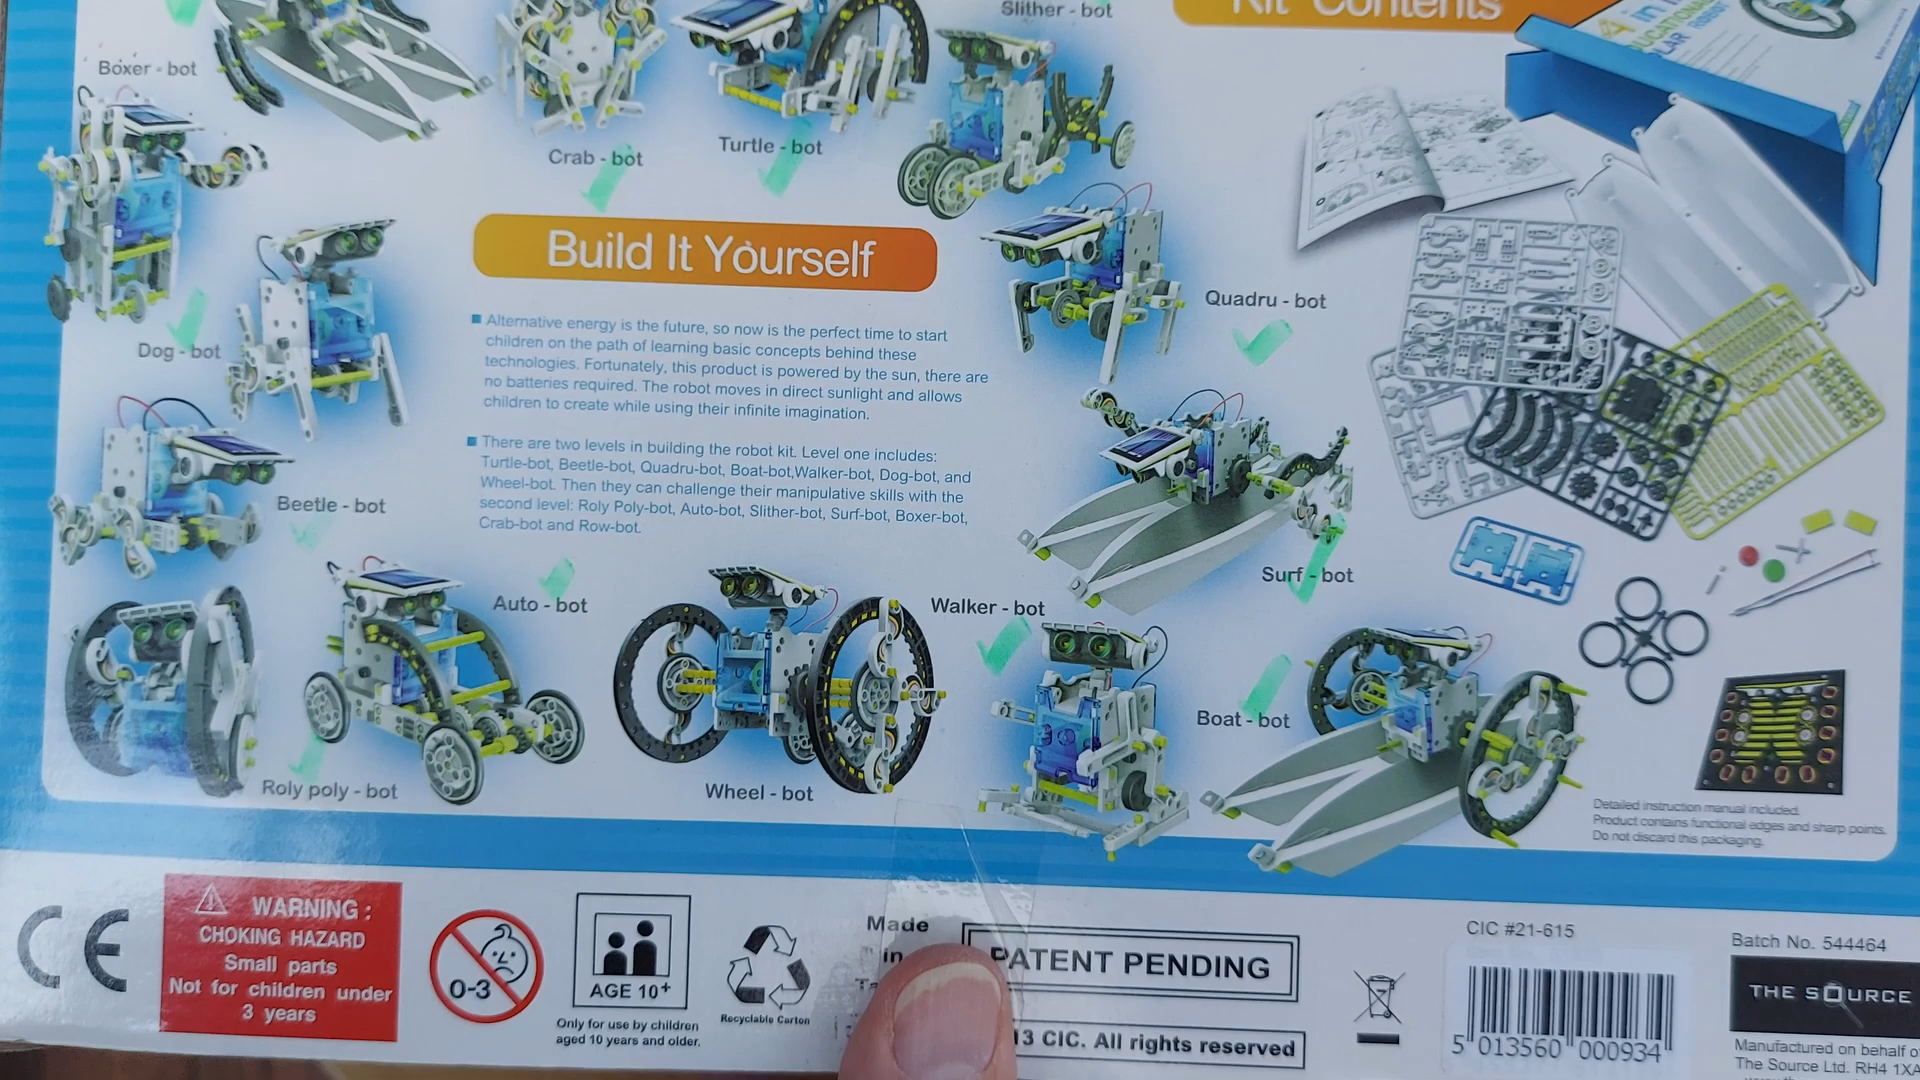 Slither - bot
Kit Contents
Boxer - bot
Crab - bot
Turtle - bot
Build It Yourself
Quadru - bot
Dog - bot
■ Alternative energy is the future, so now is the perfect time to start
children on the path of learning basic concepts behind these
technologies. Fortunately, this product is powered by the sun, there are
no batteries required. The robot moves in direct sunlight and allows
children to create while using their infinite imagination.
■ There are two levels in building the robot kit. Level one includes:
Turtle-bot, Beetle-bot, Quadru-bot, Boat-bot,Walker-bot, Dog-bot, and
Wheel-bot. Then they can challenge their manipulative skills with the
second level: Roly Poly-bot, Auto-bot, Slither-bot, Surf-bot, Boxer-bot,
Crab-bot and Row-bot.
Beetle - bot
Surf - bot
Auto - bot
Walker - bot
Boat - bot
Roly poly - bot
Wheel - bot
Detailed instruction manual included.
Product contains functional edges and sharp points.
Do not discard this packaging.
CE
WARNING :
CHOKING HAZARD
Small parts
Not for children under
3 years
0-3
AGE 10+
Only for use by children
aged 10 years and older.
Recyclable Carton
Made
in
PATENT PENDING
13 CIC. All rights reserved
CIC #21-615
5 013560 000934
Batch No. 544464
THE SOURCE
Manufactured on behalf o
The Source Ltd. RH4 1XA